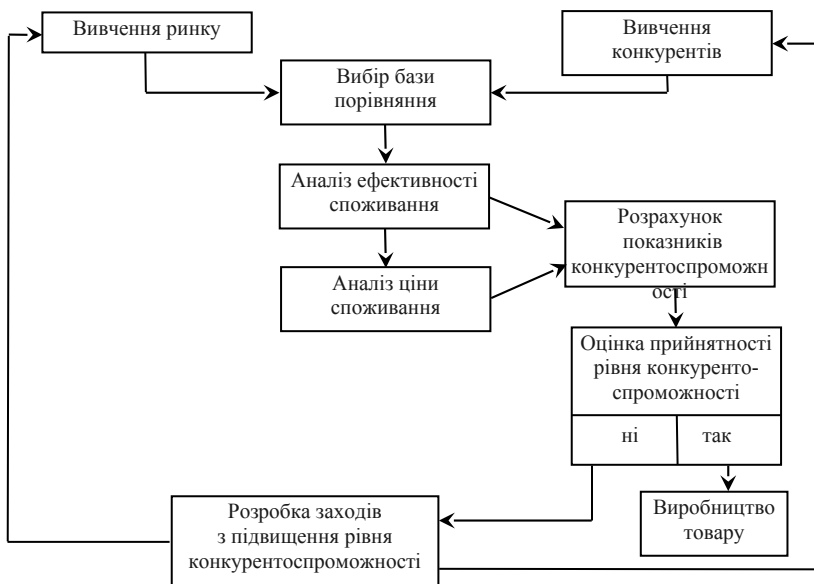 Вивчення ринку
Вивчення
конкурентів
Вибір бази
порівняння
Аналіз ефективності
споживання
Розрахунок
показників
конкурентоспроможн
ості
Аналіз ціни
споживання
Оцінка прийнятності
рівня конкуренто-
спроможності
ні
так
Виробництво
товару
Розробка заходів
з підвищення рівня
конкурентоспроможності